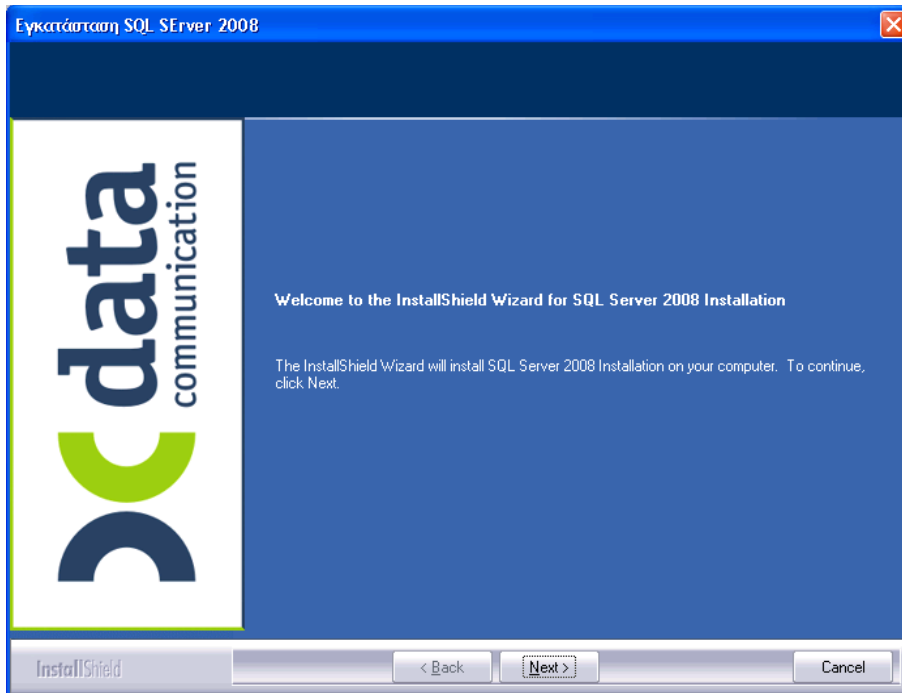 Εγκατάσταση SQL SErver 2008
data
communication
Welcome to the InstallShield Wizard for SQL Server 2008 Installation
The InstallShield Wizard will install SQL Server 2008 Installation on your computer. To continue,
click Next.
InstallShield
< Back
Next >
Cancel